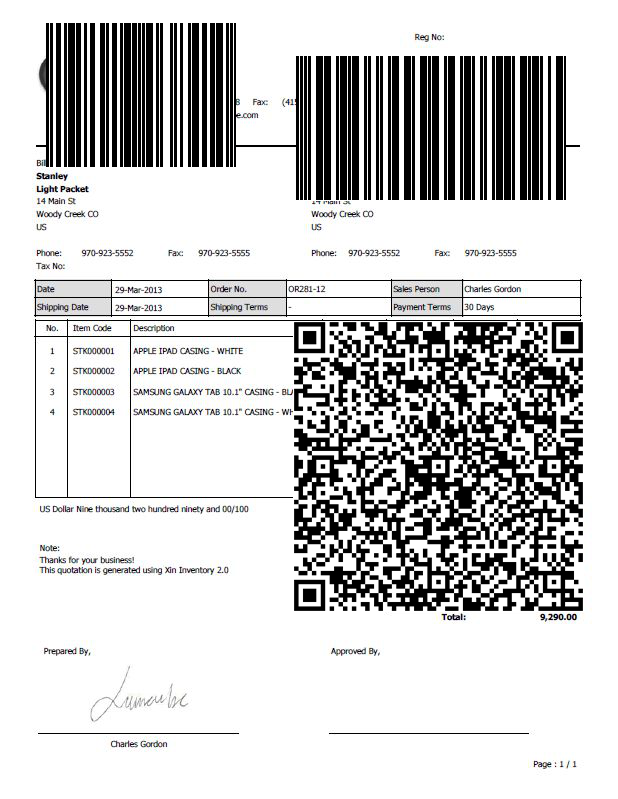 Reg No:
8 Fax: (415
e.com
Bil
Stanley
Light Packet
14 Main St
Woody Creek CO
US
14 Main St
Woody Creek CO
US
Phone: 970-923-5552 Fax: 970-923-5555
Phone: 970-923-5552 Fax: 970-923-5555
Tax No:
Date 29-Mar-2013 Order No. OR281-12 Sales Person Charles Gordon
Shipping Date 29-Mar-2013 Shipping Terms - Payment Terms 30 Days
No. Item Code Description
1 STK000001 APPLE IPAD CASING - WHITE
2 STK000002 APPLE IPAD CASING - BLACK
3 STK000003 SAMSUNG GALAXY TAB 10.1" CASING - BLA
4 STK000004 SAMSUNG GALAXY TAB 10.1" CASING - WH
US Dollar Nine thousand two hundred ninety and 00/100
Note:
Thanks for your business!
This quotation is generated using Xin Inventory 2.0
Total: 9,290.00
Prepared By,
Approved By,
Charles Gordon
Page : 1 / 1